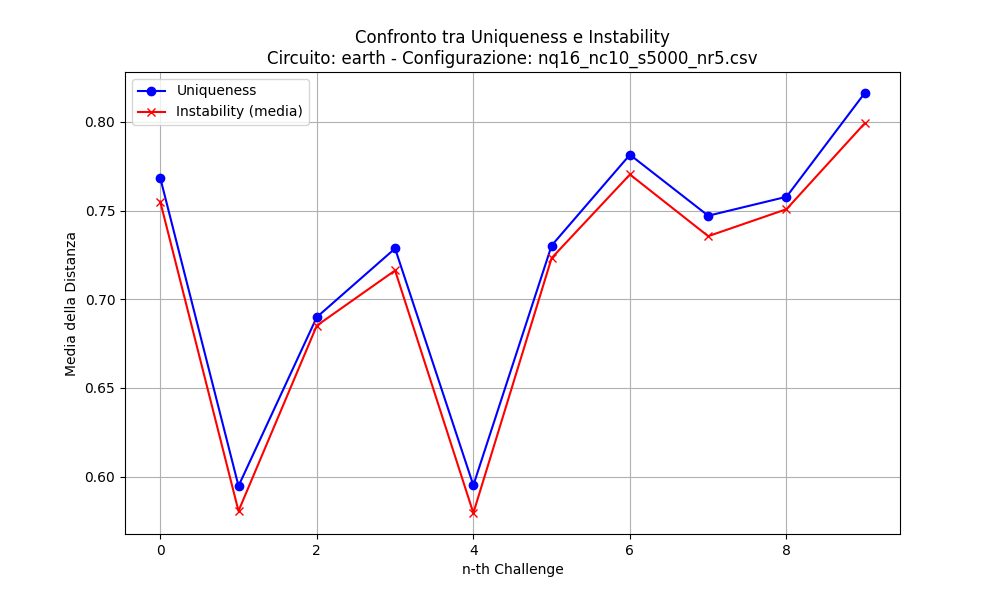 Confronto tra Uniqueness e Instability
Circuito: earth - Configurazione: nq16_nc10_s5000_nr5.csv
Uniqueness
Instability (media)
Media della Distanza
0.80
0.75
0.70
0.65
0.60
0 2 4 6 8
n-th Challenge